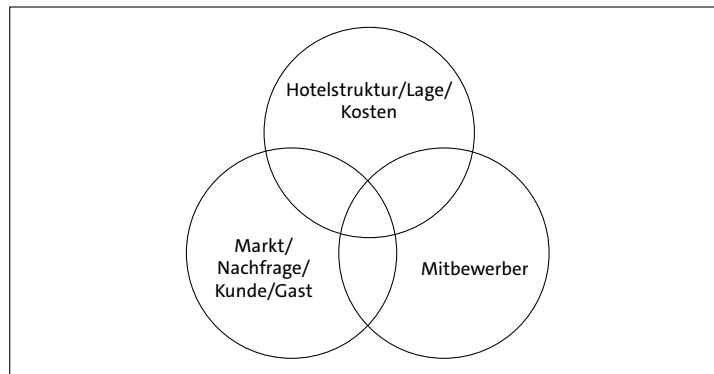 Hotelstruktur/Lage/
Kosten
Markt/
Nachfrage/
Kunde/Gast
Mitbewerber